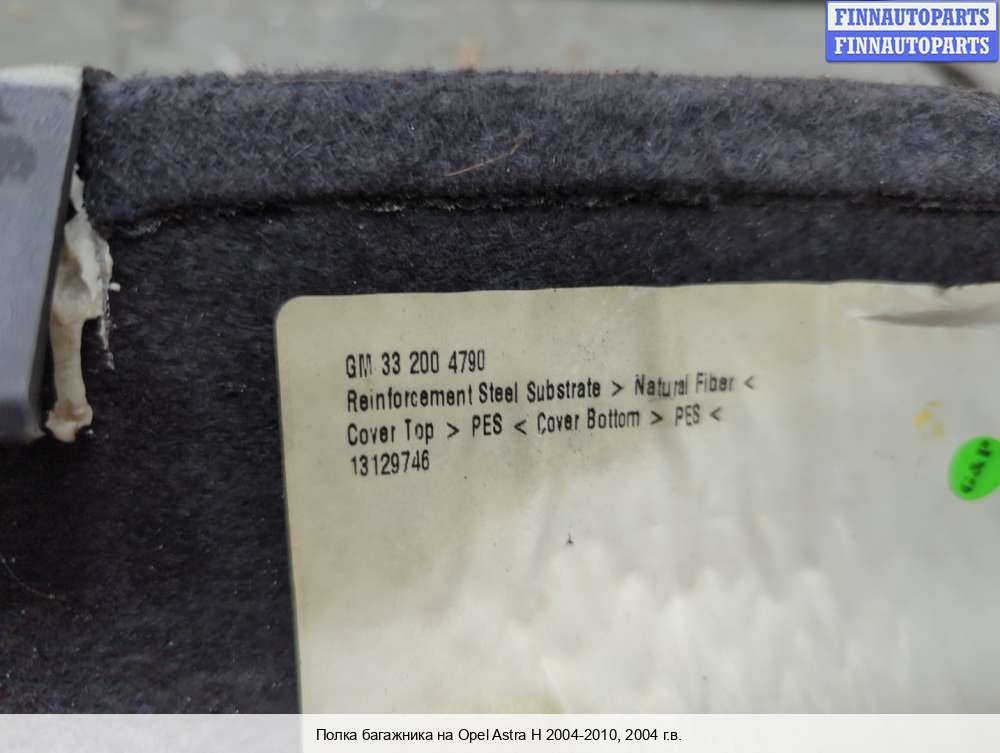 FINNAUTOPARTS
FINNAUTOPARTS
GM 33 200 4790
Reinforcement Steel Substrate > Natural Fiber <
Cover Top > PES < Cover Bottom > PES <
13129746
Полка багажника на Opel Astra H 2004-2010, 2004 г.в.